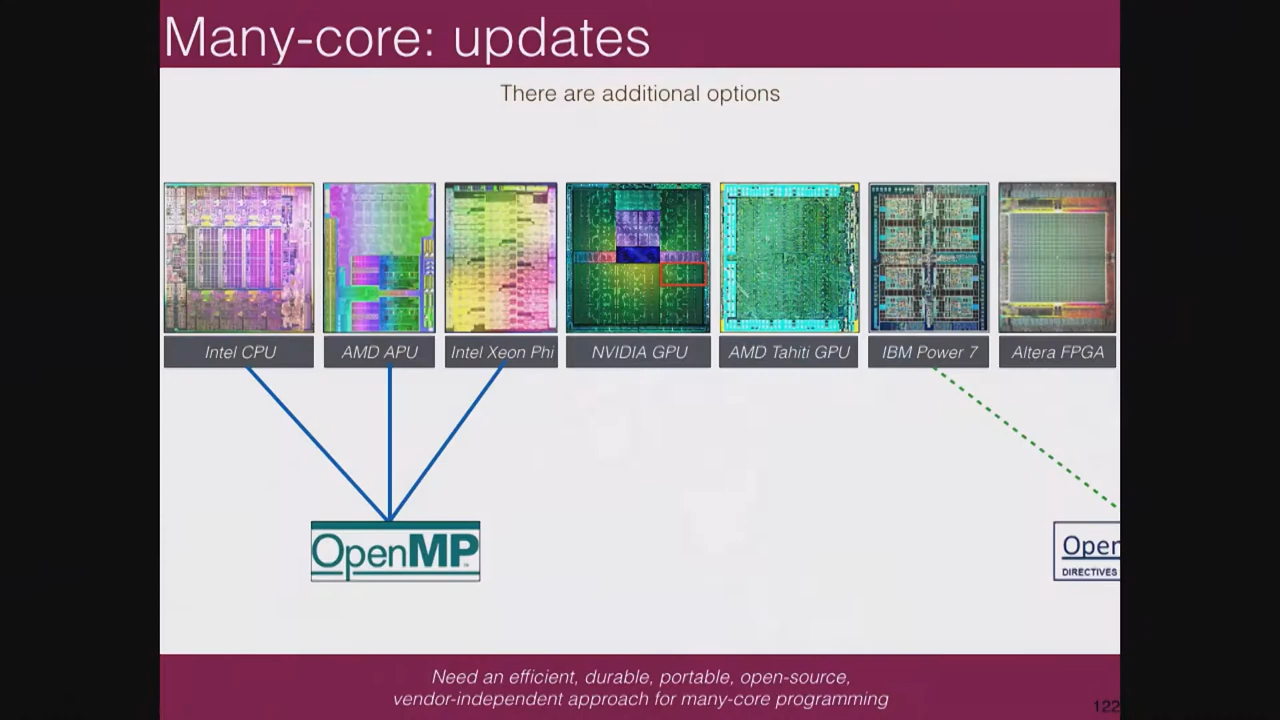 Many-core: updates
There are additional options
Intel CPU
AMD APU
Intel Xeon Phi
NVIDIA GPU
AMD Tahiti GPU
IBM Power 7
Altera FPGA
OpenMP
Open
DIRECTIVES
Need an efficient, durable, portable, open-source,
vendor-independent approach for many-core programming
122